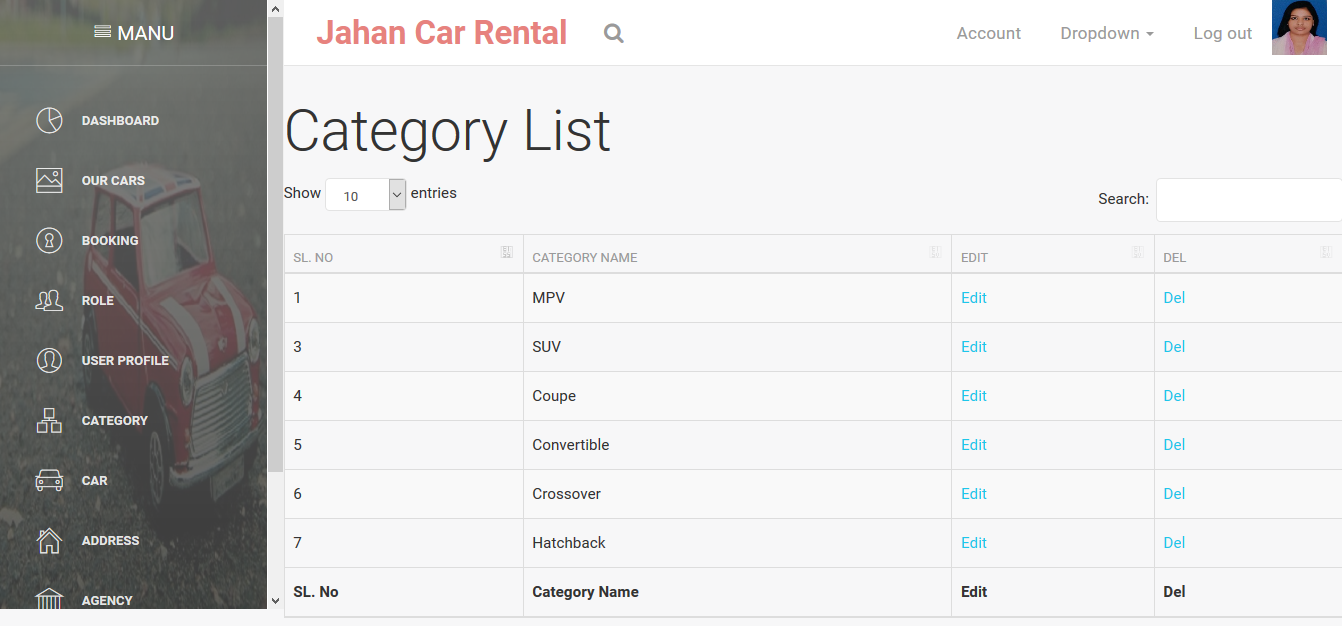 MANU
Jahan Car Rental
Account Dropdown Log out
DASHBOARD
OUR CARS
BOOKING
ROLE
USER PROFILE
CATEGORY
CAR
ADDRESS
AGENCY
Category List
Show 10 entries
Search:
SL. NO CATEGORY NAME EDIT DEL
1 MPV Edit Del
3 SUV Edit Del
4 Coupe Edit Del
5 Convertible Edit Del
6 Crossover Edit Del
7 Hatchback Edit Del
SL. No Category Name Edit Del